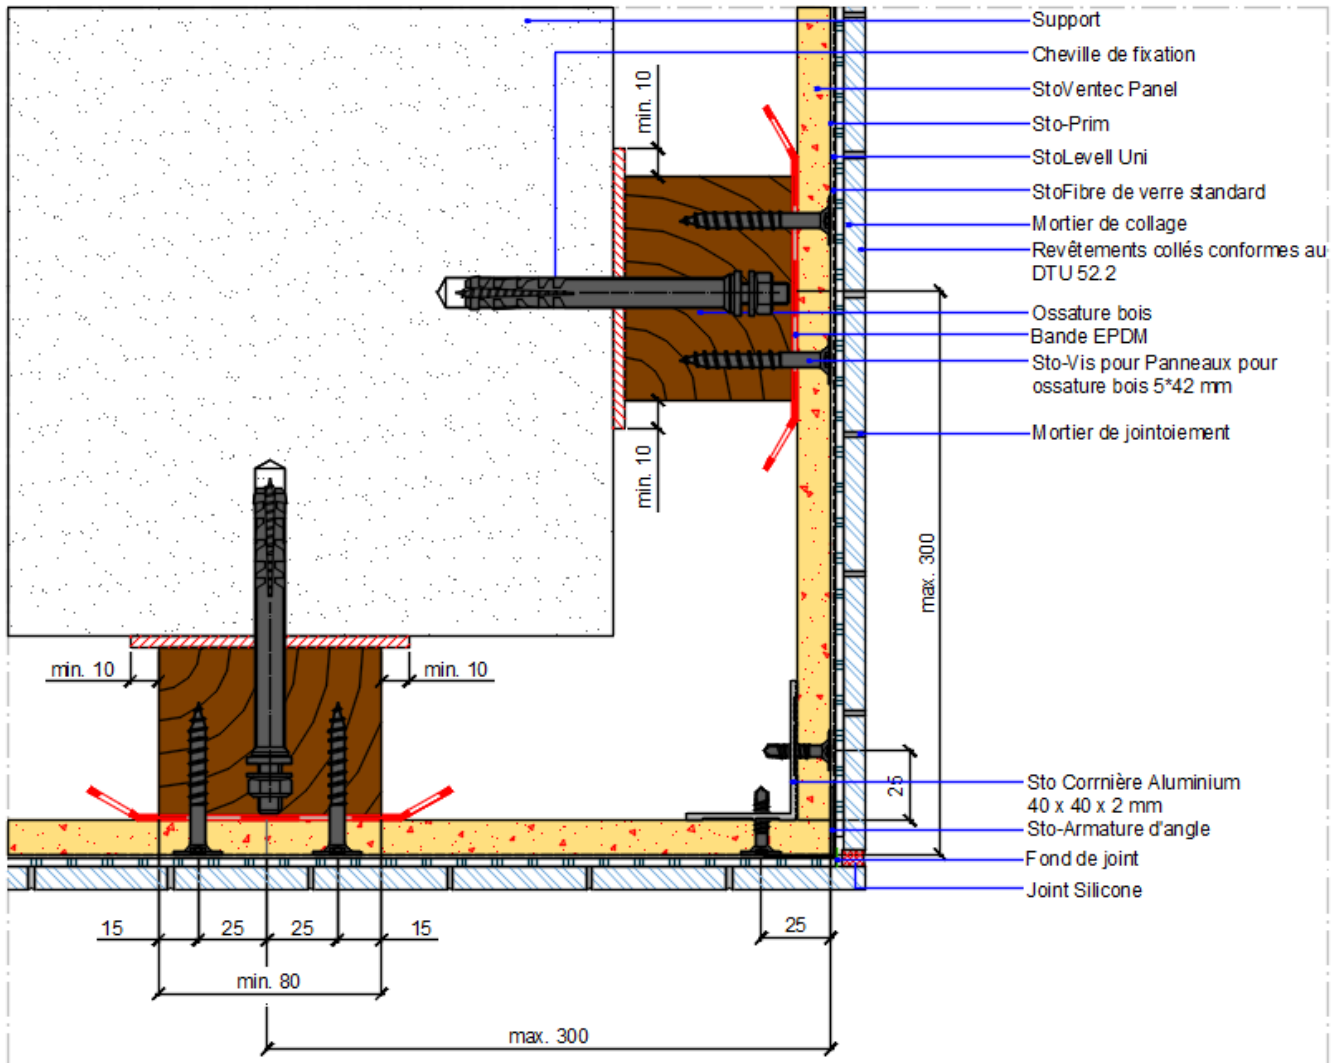 Support
Cheville de fixation
StoVentec Panel
Sto-Prim
StoLevell Uni
StoFibre de verre standard
Mortier de collage
Revêtements collés conformes au
DTU 52.2
Ossature bois
Bande EPDM
Sto-Vis pour Panneaux pour
ossature bois 5*42 mm
Mortier de jointoiement
min. 10
min. 10
max. 300
min. 10
min. 10
25
Sto Corrnière Aluminium
40 x 40 x 2 mm
Sto-Armature d'angle
Fond de joint
Joint Silicone
15
25
25
15
25
min. 80
max. 300